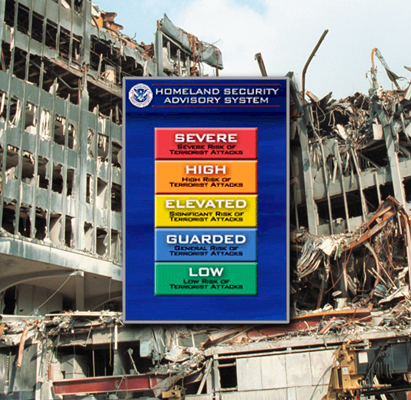 HOMELAND SECURITY
ADVISORY SYSTEM
SEVERE
SEVERE RISK OF
TERRORIST ATTACKS
HIGH
HIGH RISK OF
TERRORIST ATTACKS
ELEVATED
SIGNIFICANT RISK OF
TERRORIST ATTACKS
GUARDED
GENERAL RISK OF
TERRORIST ATTACKS
LOW
LOW RISK OF
TERRORIST ATTACKS